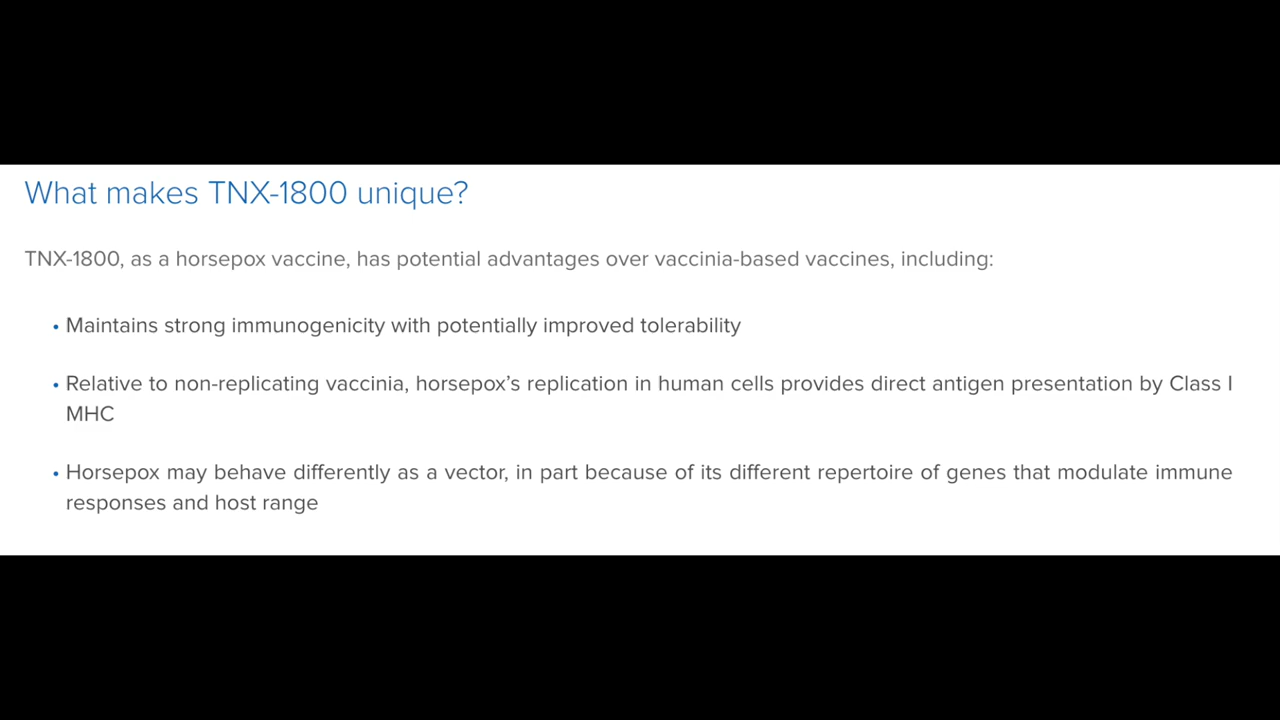 What makes TNX-1800 unique?
TNX-1800, as a horsepox vaccine, has potential advantages over vaccinia-based vaccines, including:
• Maintains strong immunogenicity with potentially improved tolerability
• Relative to non-replicating vaccinia, horsepox’s replication in human cells provides direct antigen presentation by Class I
MHC
• Horsepox may behave differently as a vector, in part because of its different repertoire of genes that modulate immune
responses and host range